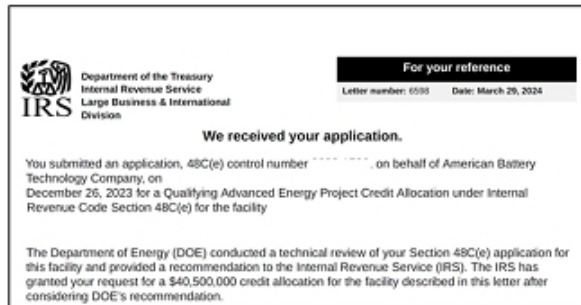 IRS
Department of the Treasury
Internal Revenue Service
Large Business & International
Division
For your reference
Letter number: 6598 Date: March 29, 2024
We received your application.
You submitted an application, 48C(e) control number , on behalf of American Battery
Technology Company, on
December 26, 2023 for a Qualifying Advanced Energy Project Credit Allocation under Internal
Revenue Code Section 48C(e) for the facility
The Department of Energy (DOE) conducted a technical review of your Section 48C(e) application for
this facility and provided a recommendation to the Internal Revenue Service (IRS). The IRS has
granted your request for a $40,500,000 credit allocation for the facility described in this letter after
considering DOE's recommendation.